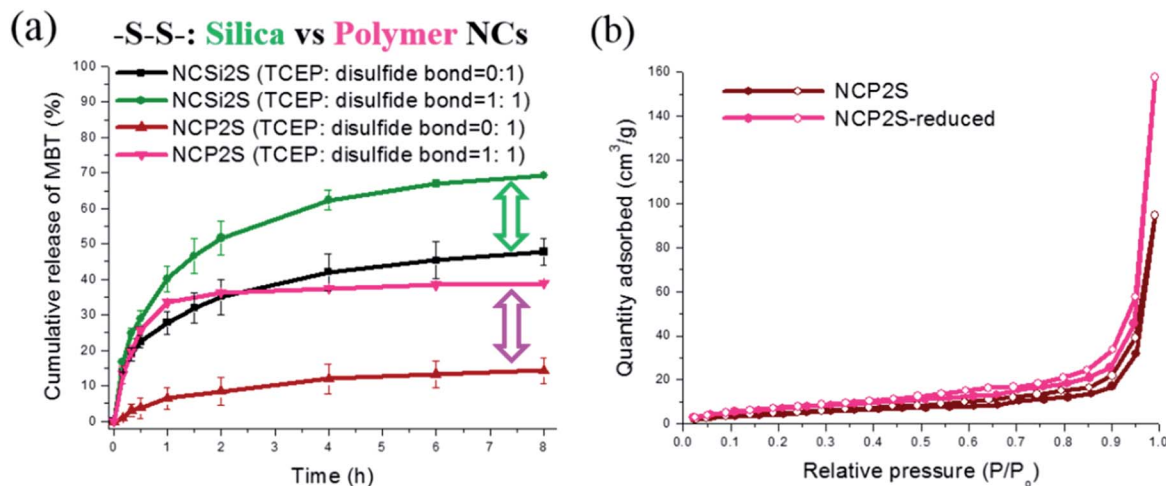 (a)
-S-S-: Silica vs Polymer NCs
Cumulative release of MBT (%)
100
90
80
70
60
50
40
30
20
10
0
NCSi2S (TCEP: disulfide bond=0:1)
NCSi2S (TCEP: disulfide bond=1: 1)
NCP2S (TCEP: disulfide bond=0: 1)
NCP2S (TCEP: disulfide bond=1: 1)
0 1 2 3 4 5 6 7 8
Time (h)
(b)
Quantity adsorbed (cm³/g)
160
140
120
100
80
60
40
20
0
NCP2S
NCP2S-reduced
0.0 0.1 0.2 0.3 0.4 0.5 0.6 0.7 0.8 0.9 1.0
Relative pressure (P/Pₒ)